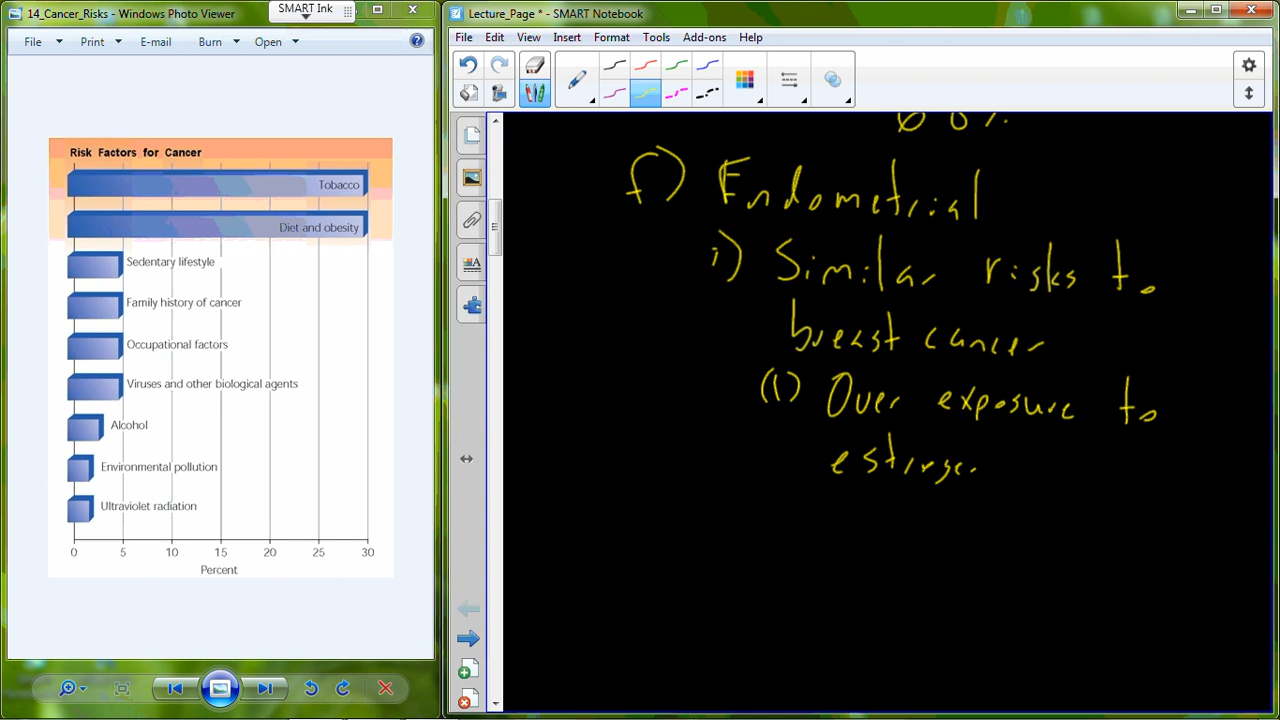 14_Cancer_Risks - Windows Photo Viewer
SMART Ink
File Print E-mail Burn Open
Risk Factors for Cancer
Tobacco
Diet and obesity
Sedentary lifestyle
Family history of cancer
Occupational factors
Viruses and other biological agents
Alcohol
Environmental pollution
Ultraviolet radiation
0 5 10 15 20 25 30
Percent
Lecture_Page * - SMART Notebook
File Edit View Insert Format Tools Add-ons Help
f) Endometrial
i) Similar risks to
breast cancer
(1) Over exposure to